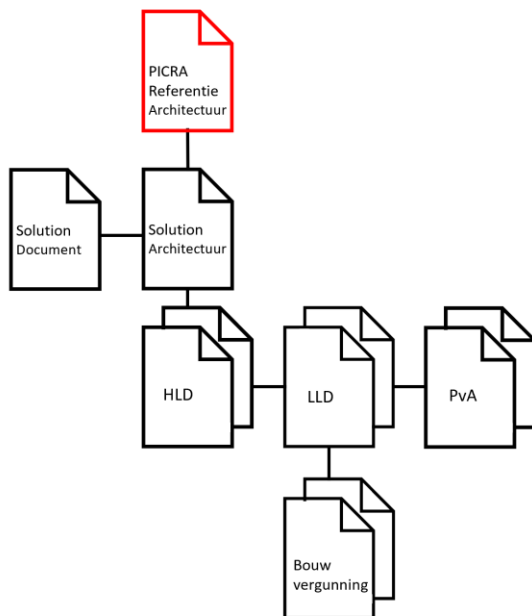 PICRA
Referentie
Architectuur
Solution
Document
Solution
Architectuur
HLD
LLD
PvA
Bouw
vergunning